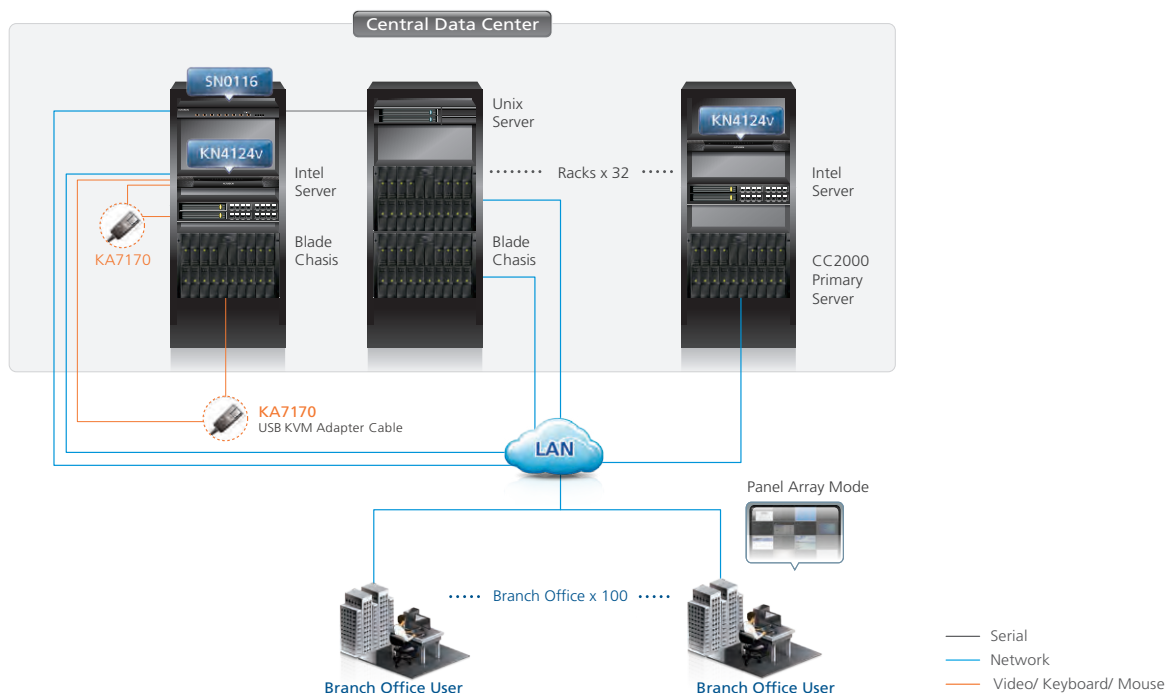 Central Data Center
SN0116
KN4124v
KA7170
Intel
Server
Blade
Chasis
Unix
Server
Blade
Chasis
Racks x 32
KN4124v
Intel
Server
CC2000
Primary
Server
KA7170
USB KVM Adapter Cable
LAN
Panel Array Mode
Branch Office x 100
Branch Office User
Branch Office User
Serial
Network
Video/ Keyboard/ Mouse